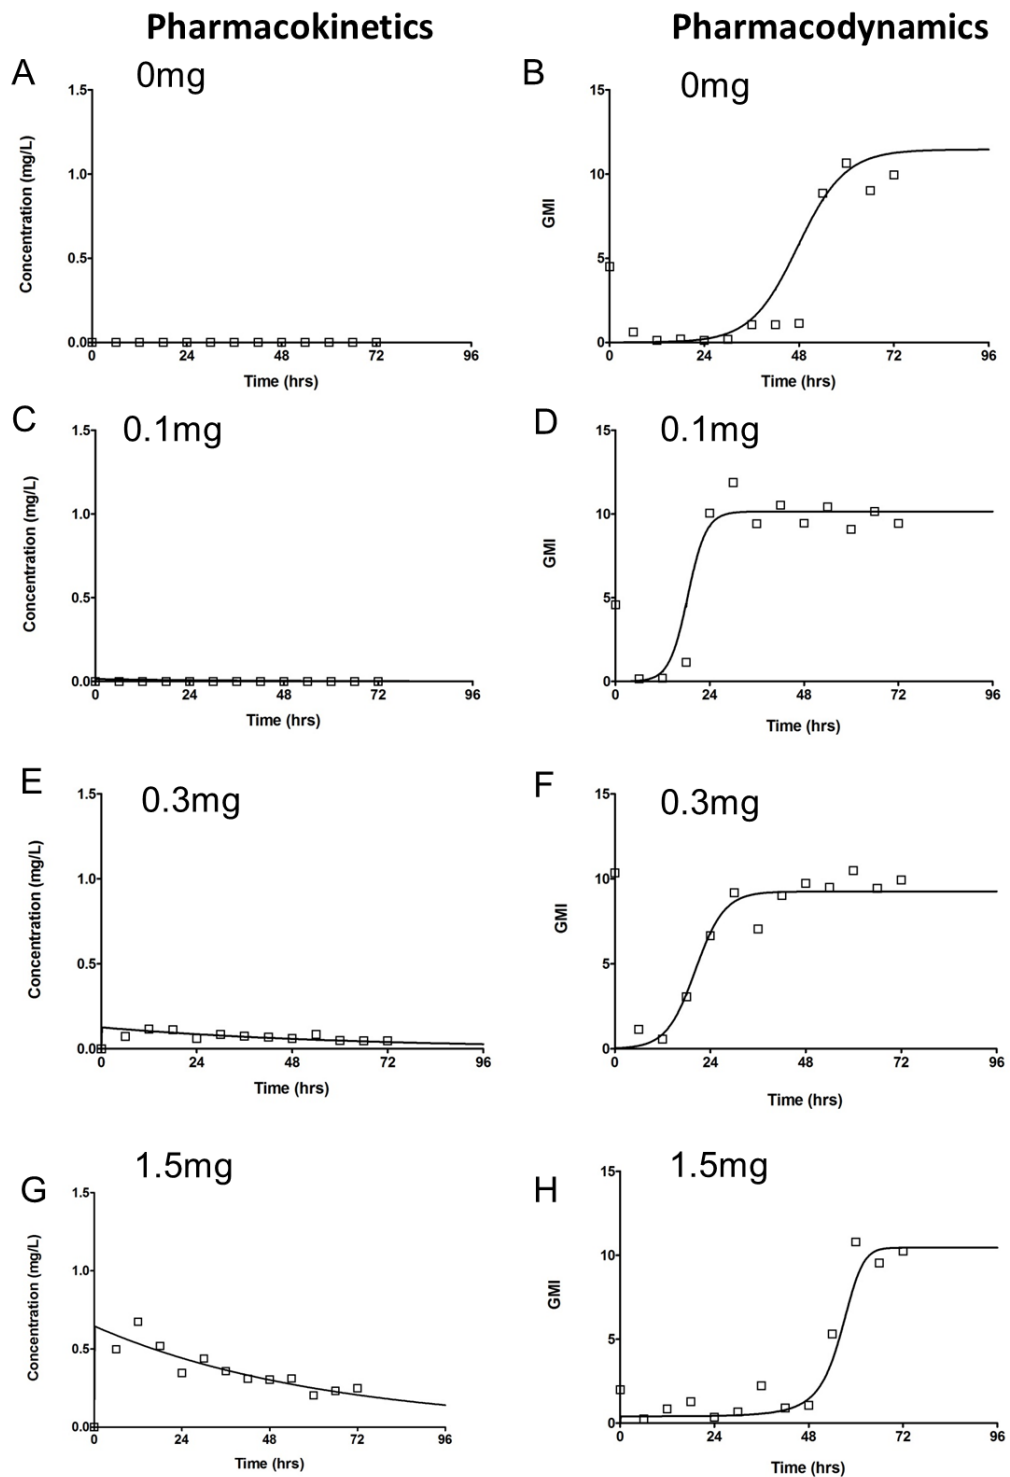 Pharmacokinetics
Pharmacodynamics
A
0mg
1.5
1.0
0.5
0.0
Concentration (mg/L)
0 24 48 72 96
Time (hrs)
B
0mg
15
10
5
0
GMI
0 24 48 72 96
Time (hrs)
C
0.1mg
1.5
1.0
0.5
0.0
Concentration (mg/L)
0 24 48 72 96
Time (hrs)
D
0.1mg
15
10
5
0
GMI
0 24 48 72 96
Time (hrs)
E
0.3mg
1.5
1.0
0.5
0.0
Concentration (mg/L)
0 24 48 72 96
Time (hrs)
F
0.3mg
15
10
5
0
GMI
0 24 48 72 96
Time (hrs)
G
1.5mg
1.5
1.0
0.5
0.0
Concentration (mg/L)
0 24 48 72 96
Time (hrs)
H
1.5mg
15
10
5
0
GMI
0 24 48 72 96
Time (hrs)